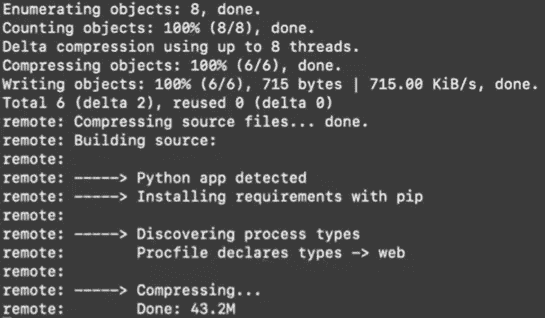 Enumerating objects: 8, done.
Counting objects: 100% (8/8), done.
Delta compression using up to 8 threads.
Compressing objects: 100% (6/6), done.
Writing objects: 100% (6/6), 715 bytes | 715.00 KiB/s, done.
Total 6 (delta 2), reused 0 (delta 0)
remote: Compressing source files... done.
remote: Building source:
remote:
remote: -----> Python app detected
remote: -----> Installing requirements with pip
remote:
remote: -----> Discovering process types
remote:        Procfile declares types -> web
remote:
remote: -----> Compressing...
remote:        Done: 43.2M